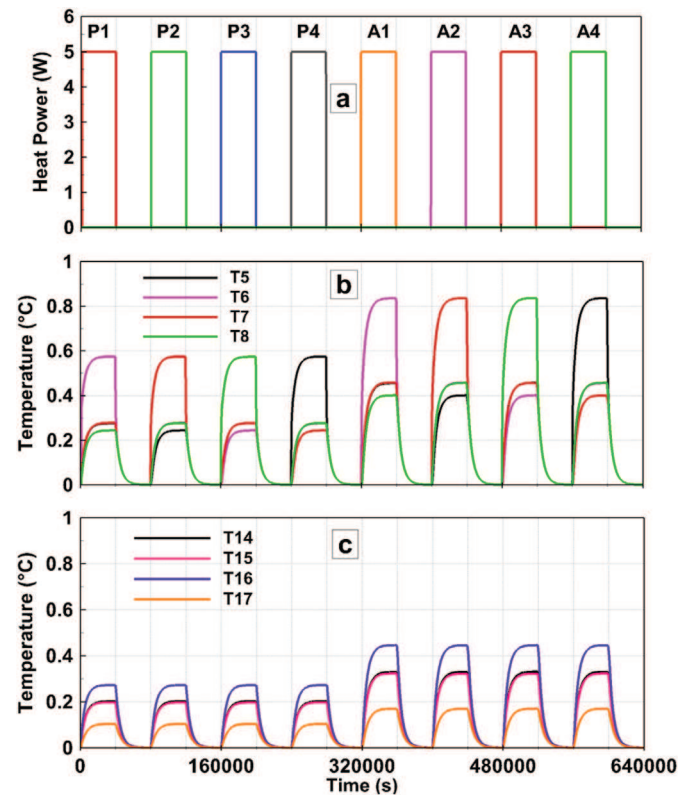 P1 P2 P3 P4 A1 A2 A3 A4
6
5
4
3
2
1
0
Heat Power (W)
a
1
0.8
0.6
0.4
0.2
0
Temperature (°C)
T5
T6
T7
T8
b
1
0.8
0.6
0.4
0.2
0
Temperature (°C)
T14
T15
T16
T17
c
0 160000 320000 480000 640000
Time (s)